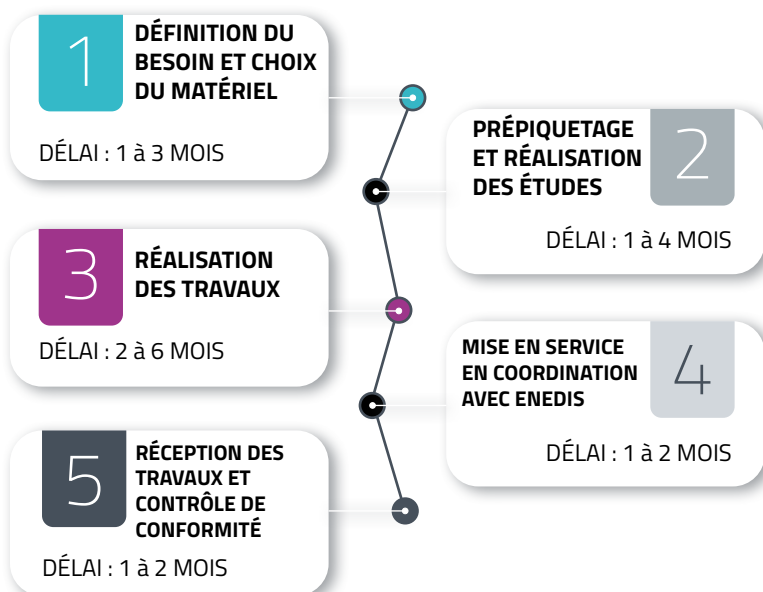 1
DÉFINITION DU
BESOIN ET CHOIX
DU MATÉRIEL
DÉLAI : 1 à 3 MOIS
2
PRÉPIQUETAGE
ET RÉALISATION
DES ÉTUDES
DÉLAI : 1 à 4 MOIS
3
RÉALISATION
DES TRAVAUX
DÉLAI : 2 à 6 MOIS
4
MISE EN SERVICE
EN COORDINATION
AVEC ENEDIS
DÉLAI : 1 à 2 MOIS
5
RÉCEPTION DES
TRAVAUX ET
CONTRÔLE DE
CONFORMITÉ
DÉLAI : 1 à 2 MOIS